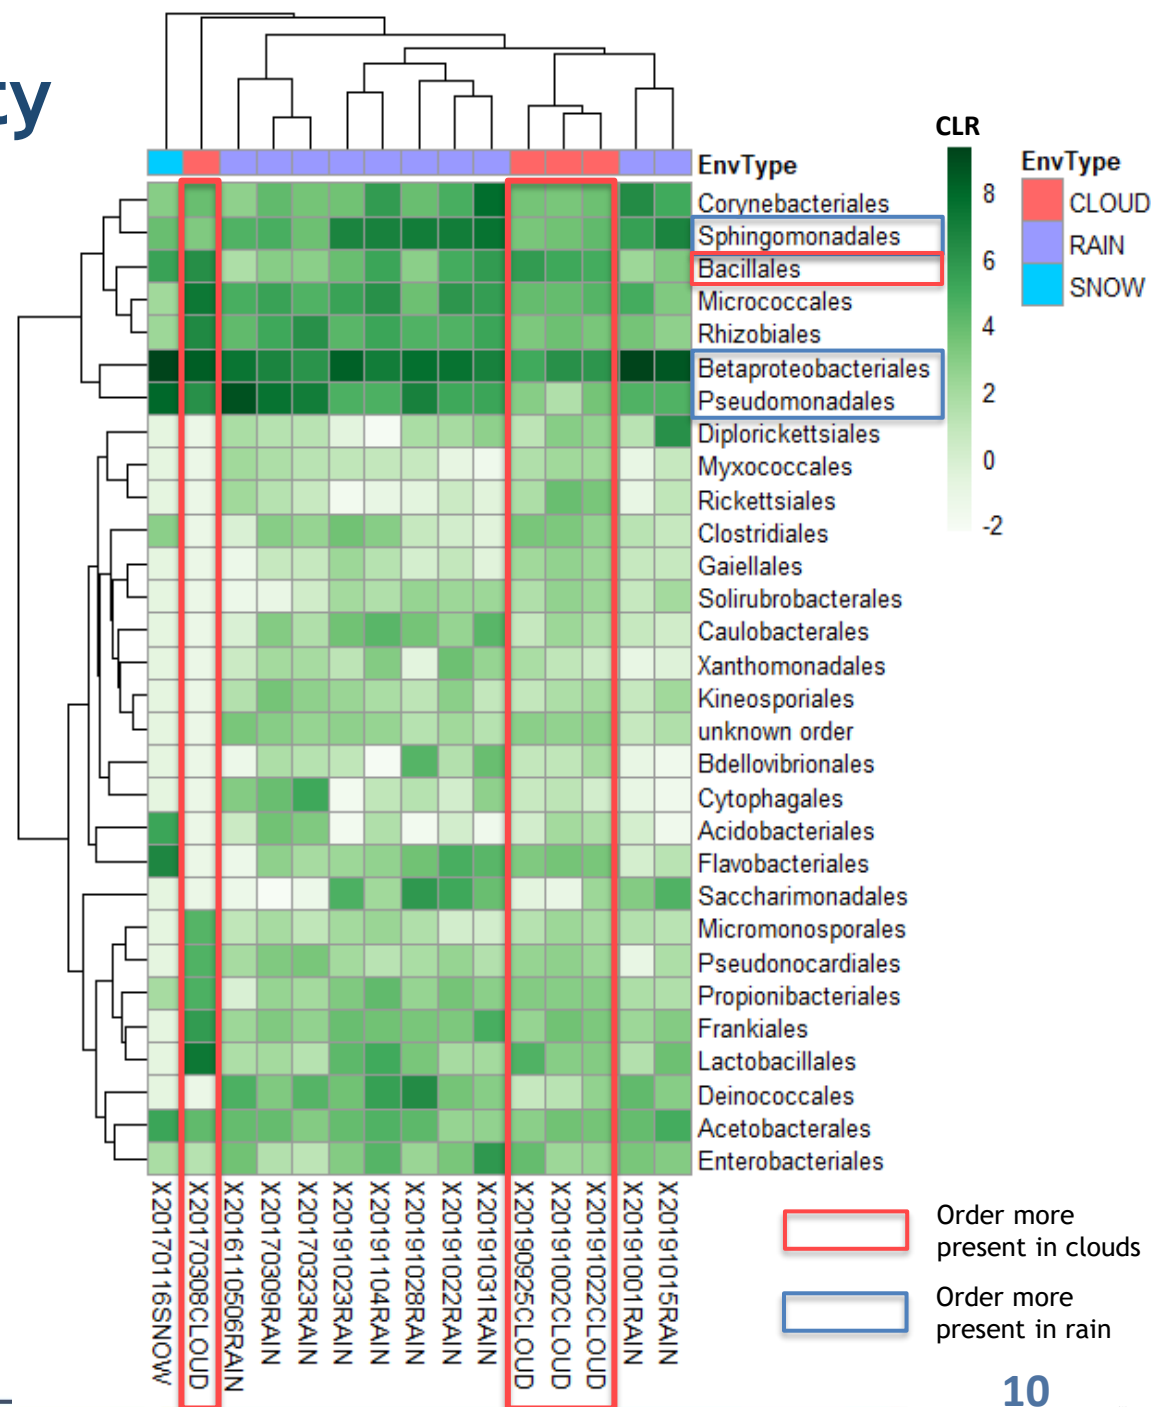 ty
CLR
8
6
4
2
0
-2
EnvType
EnvType
CLOUD
RAIN
SNOW
Corynebacteriales
Sphingomonadales
Bacillales
Micrococcales
Rhizobiales
Betaproteobacteriales
Pseudomonadales
Diplorickettsiales
Myxococcales
Rickettsiales
Clostridiales
Gaiellales
Solirubrobacterales
Caulobacterales
Xanthomonadales
Kineosporiales
unknown order
Bdellovibrionales
Cytophagales
Acidobacteriales
Flavobacteriales
Saccharimonadales
Micromonosporales
Pseudonocardiales
Propionibacteriales
Frankiales
Lactobacillales
Deinococcales
Acetobacterales
Enterobacteriales
X20170116SNOW
X20170308CLOUD
X2016110506RAIN
X20170309RAIN
X20170323RAIN
X20191023RAIN
X20191104RAIN
X20191028RAIN
X20191022RAIN
X20191031RAIN
X20190925CLOUD
X20191002CLOUD
X20191022CLOUD
X20191001RAIN
X20191015RAIN
Order more
present in clouds
Order more
present in rain
10